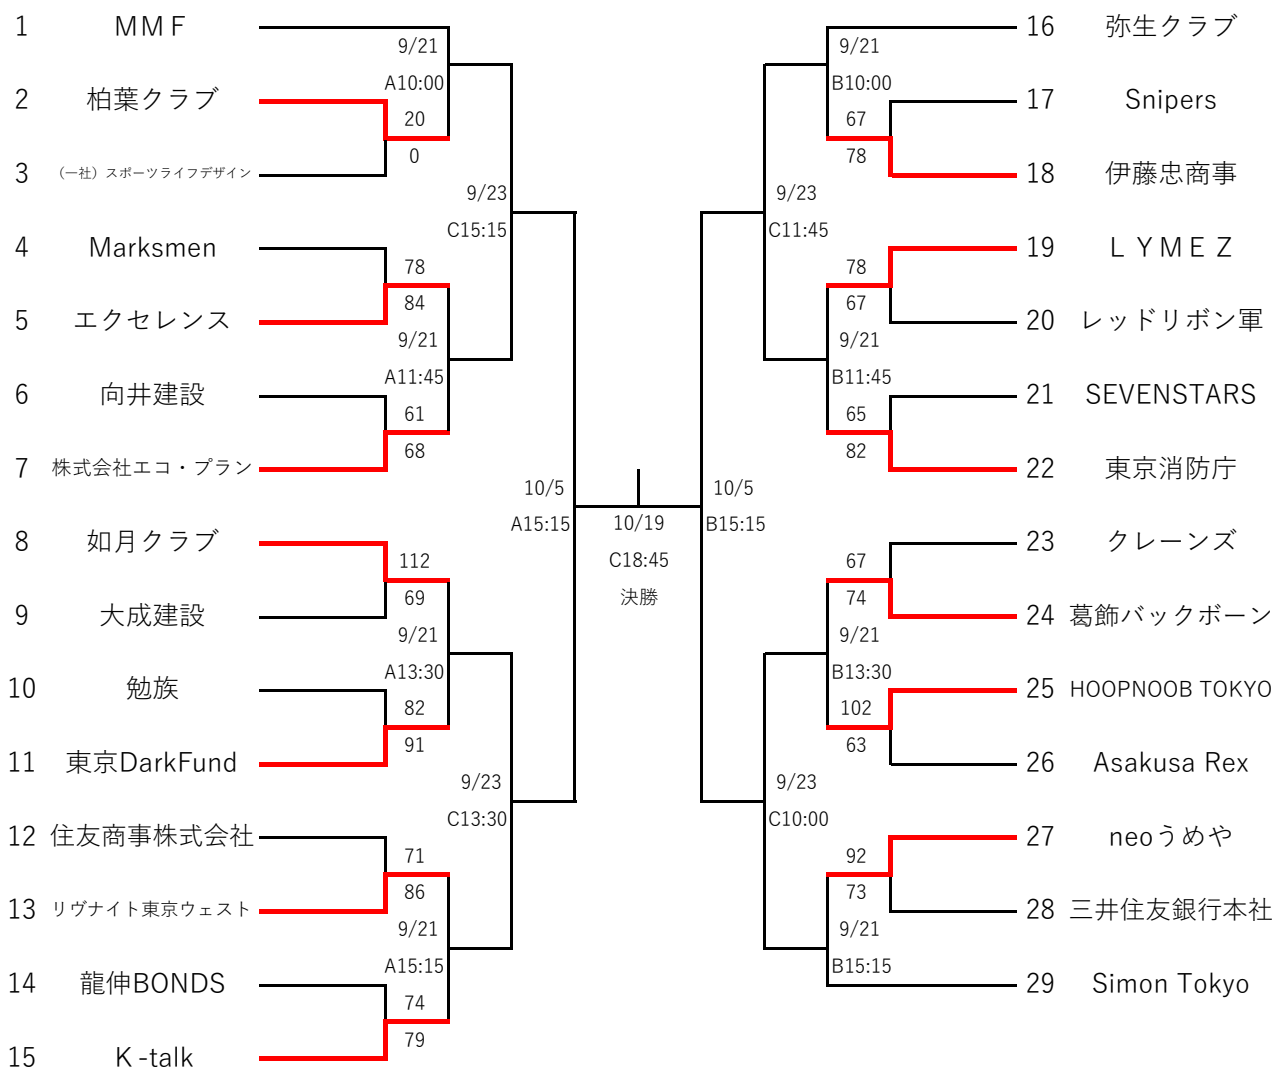 1 ＭＭＦ
9/21
A10:00
2 柏葉クラブ
20
0
3 （一社）スポーツライフデザイン
9/23
C15:15
4 Marksmen
78
84
5 エクセレンス
9/21
A11:45
6 向井建設
61
68
7 株式会社エコ・プラン
10/5
A15:15
8 如月クラブ
112
69
9 大成建設
9/21
A13:30
10 勉族
82
91
11 東京DarkFund
9/23
C13:30
12 住友商事株式会社
71
86
13 リヴナイト東京ウェスト
9/21
A15:15
14 龍伸BONDS
74
79
15 Ｋ-talk
10/19
C18:45
決勝
16 弥生クラブ
9/21
B10:00
17 Snipers
67
78
18 伊藤忠商事
9/23
C11:45
19 ＬＹＭＥＺ
78
67
20 レッドリボン軍
9/21
B11:45
21 SEVENSTARS
65
82
22 東京消防庁
10/5
B15:15
23 クレーンズ
67
74
24 葛飾バックボーン
9/21
B13:30
25 HOOPNOOB TOKYO
102
63
26 Asakusa Rex
9/23
C10:00
27 neoうめや
92
73
28 三井住友銀行本社
9/21
B15:15
29 Simon Tokyo